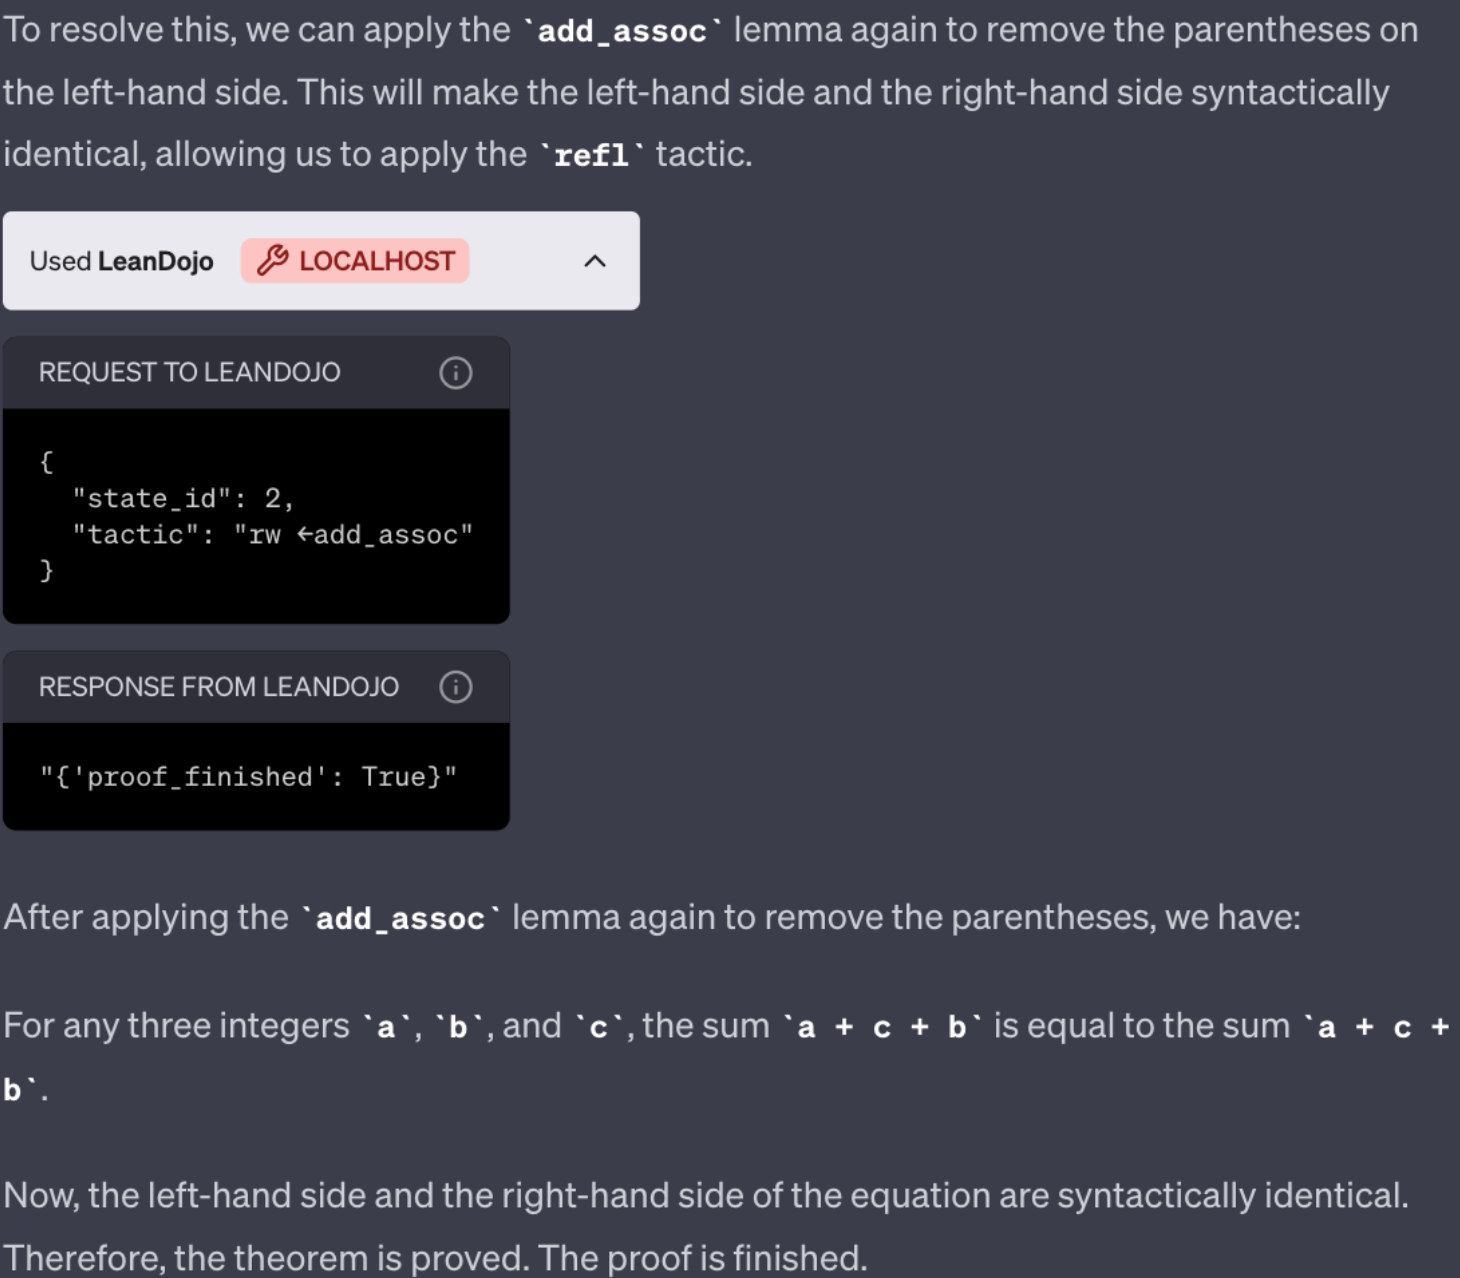 To resolve this, we can apply the `add_assoc` lemma again to remove the parentheses on
the left-hand side. This will make the left-hand side and the right-hand side syntactically
identical, allowing us to apply the `refl` tactic.
Used LeanDojo LOCALHOST
REQUEST TO LEANDOJO
{
  "state_id": 2,
  "tactic": "rw ←add_assoc"
}
RESPONSE FROM LEANDOJO
"{'proof_finished': True}"
After applying the `add_assoc` lemma again to remove the parentheses, we have:
For any three integers `a`, `b`, and `c`, the sum `a + c + b` is equal to the sum `a + c +
b`.
Now, the left-hand side and the right-hand side of the equation are syntactically identical.
Therefore, the theorem is proved. The proof is finished.